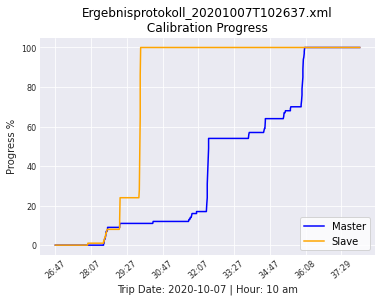 Ergebnisprotokoll_20201007T102637.xml
Calibration Progress
Progress %
100
80
60
40
20
0
Master
Slave
26:47 28:07 29:27 30:47 32:07 33:27 34:47 36:08 37:29
Trip Date: 2020-10-07 | Hour: 10 am